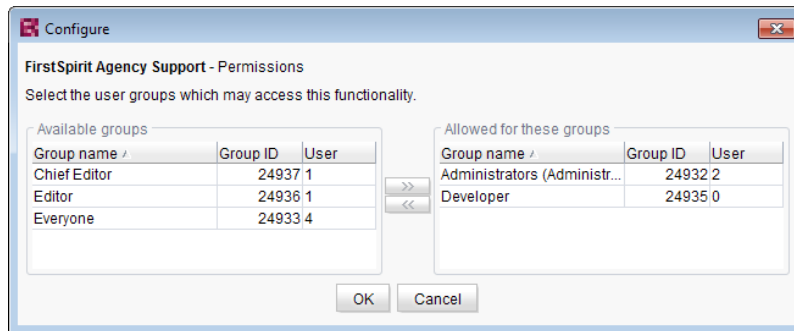 Configure
FirstSpirit Agency Support - Permissions
Select the user groups which may access this functionality.
Available groups
Group name Group ID User
Chief Editor 24937 1
Editor 24936 1
Everyone 24933 4
>>
<<
Allowed for these groups
Group name Group ID User
Administrators (Administr... 24932 2
Developer 24935 0
OK Cancel